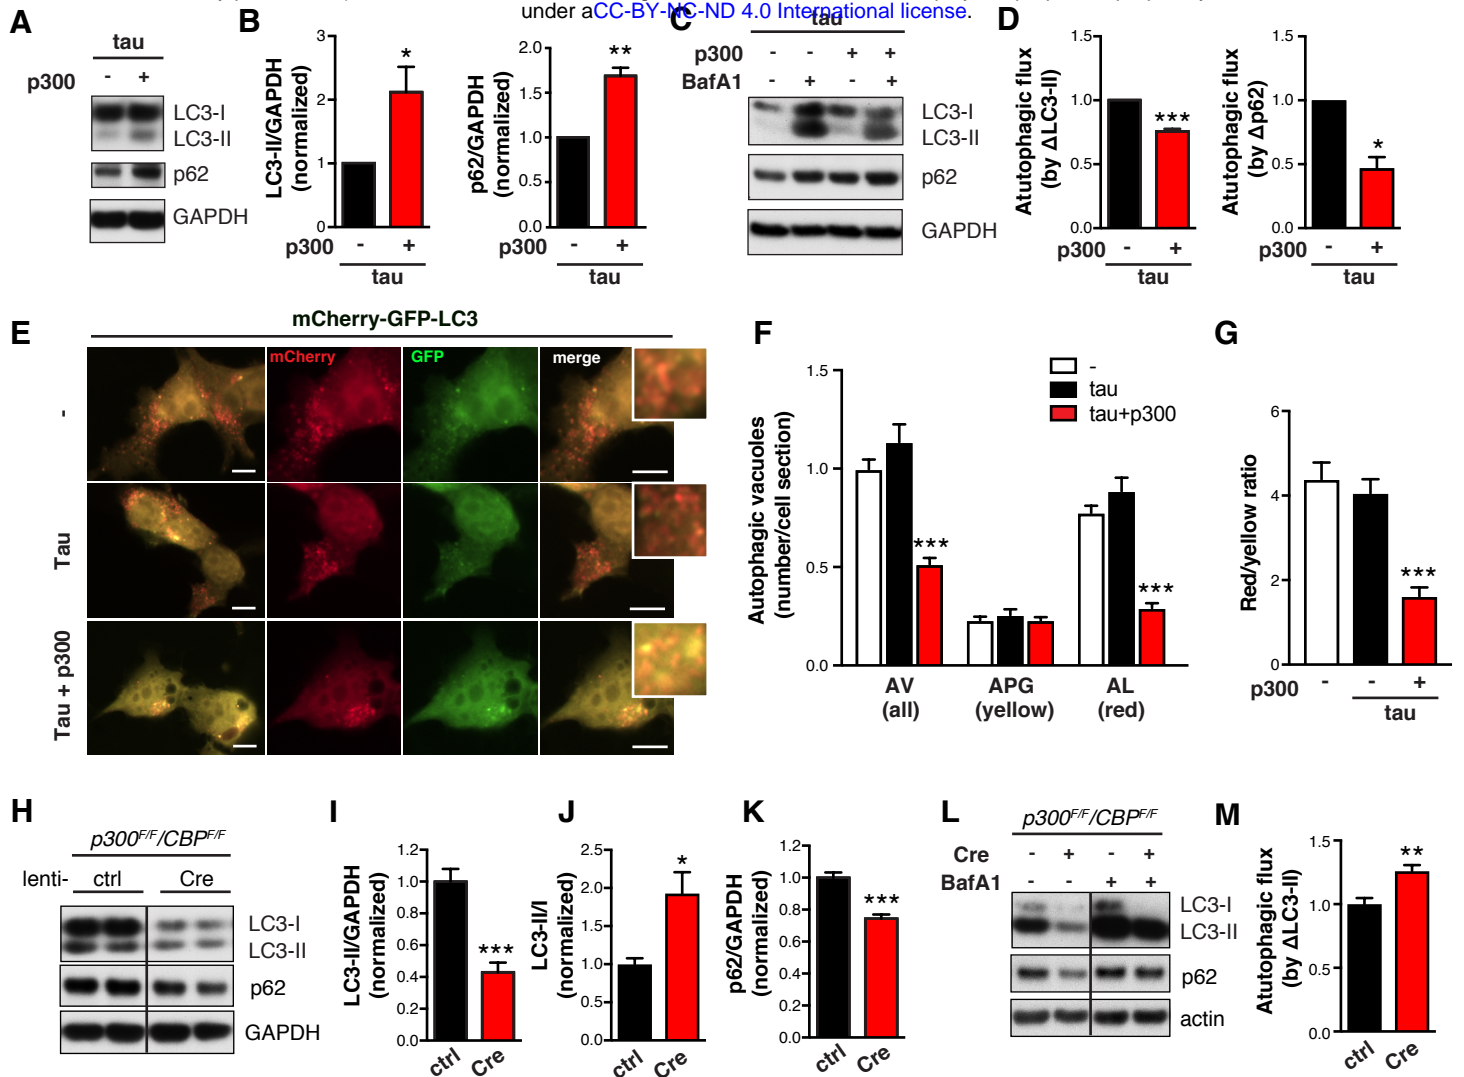 under aCC-BY-NC-ND 4.0 International license.
A
tau
p300 - +
LC3-I
LC3-II
p62
GAPDH
B
LC3-II/GAPDH
(normalized)
3
2
1
0
*
p300 - +
tau
p62/GAPDH
(normalized)
2.0
1.5
1.0
0.5
0.0
**
p300 - +
tau
C
tau
p300 - - + +
BafA1 - + - +
LC3-I
LC3-II
p62
GAPDH
D
Atutophagic flux
(by ΔLC3-II)
1.5
1.0
0.5
0.0
***
p300 - +
tau
Atutophagic flux
(by Δp62)
1.5
1.0
0.5
0.0
*
p300 - +
tau
E
mCherry-GFP-LC3
mCherry
GFP
merge
-
Tau
Tau + p300
F
Autophagic vacuoles
(number/cell section)
1.5
1.0
0.5
0.0
-
tau
tau+p300
***
***
AV
(all)
APG
(yellow)
AL
(red)
G
Red/yellow ratio
6
4
2
0
***
p300 - - +
tau
H
p300F/F/CBPF/F
lenti- ctrl Cre
LC3-I
LC3-II
p62
GAPDH
I
LC3-II/GAPDH
(normalized)
1.2
1.0
0.8
0.6
0.4
0.2
0.0
***
ctrl Cre
J
LC3-II/I
(normalized)
2.5
2.0
1.5
1.0
0.5
0.0
*
ctrl Cre
K
p62/GAPDH
(normalized)
1.2
1.0
0.8
0.6
0.4
0.2
0.0
***
ctrl Cre
L
p300F/F/CBPF/F
Cre - + - +
BafA1 - - + +
LC3-I
LC3-II
p62
actin
M
Atutophagic flux
(by ΔLC3-II)
1.5
1.0
0.5
0.0
**
ctrl Cre